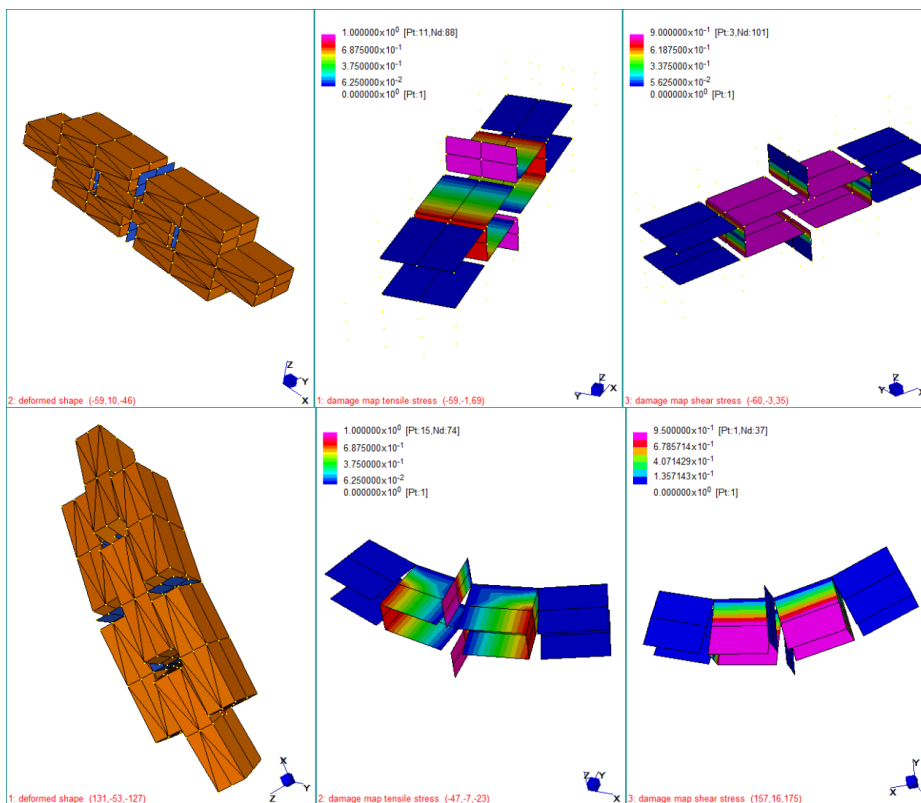 2: deformed shape (-59,10,-46)
Z
Y
X
1.000000x10⁰ [Pt:11,Nd:88]
6.875000x10⁻¹
3.750000x10⁻¹
6.250000x10⁻²
0.000000x10⁰ [Pt:1]
1: damage map tensile stress (-59,-1,69)
Z
X
Y
9.000000x10⁻¹ [Pt:3,Nd:101]
6.187500x10⁻¹
3.375000x10⁻¹
5.625000x10⁻²
0.000000x10⁰ [Pt:1]
3: damage map shear stress (-60,-3,35)
Z
Y
X
1: deformed shape (131,-53,-127)
X
Y
Z
1.000000x10⁰ [Pt:15,Nd:74]
6.875000x10⁻¹
3.750000x10⁻¹
6.250000x10⁻²
0.000000x10⁰ [Pt:1]
2: damage map tensile stress (-47,-7,-23)
Z
Y
X
9.500000x10⁻¹ [Pt:1,Nd:37]
6.785714x10⁻¹
4.071429x10⁻¹
1.357143x10⁻¹
0.000000x10⁰ [Pt:1]
3: damage map shear stress (157,16,175)
Y
X